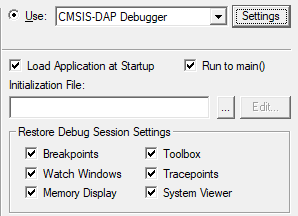 Use: CMSIS-DAP Debugger Settings
Load Application at Startup Run to main()
Initialization File:
... Edit...
Restore Debug Session Settings
Breakpoints Toolbox
Watch Windows Tracepoints
Memory Display System Viewer